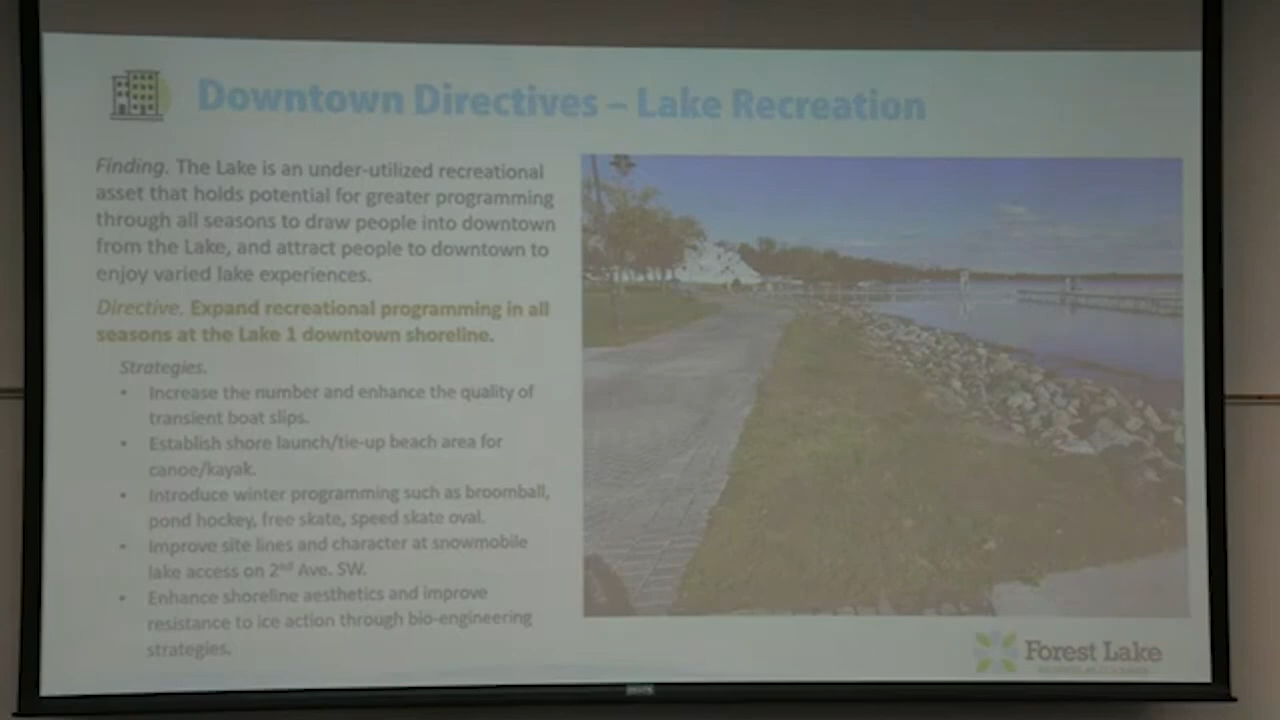 Downtown Directives – Lake Recreation
Finding. The Lake is an under-utilized recreational
asset that holds potential for greater programming
through all seasons to draw people into downtown
from the Lake, and attract people to downtown to
enjoy varied lake experiences.
Directive. Expand recreational programming in all
seasons at the Lake 1 downtown shoreline.
Strategies.
• Increase the number and enhance the quality of
transient boat slips.
• Establish shore launch/tie-up beach area for
canoe/kayak.
• Introduce winter programming such as broomball,
pond hockey, free skate, speed skate oval.
• Improve site lines and character at snowmobile
lake access on 2nd Ave. SW.
• Enhance shoreline aesthetics and improve
resistance to ice action through bio-engineering
strategies.
Forest Lake